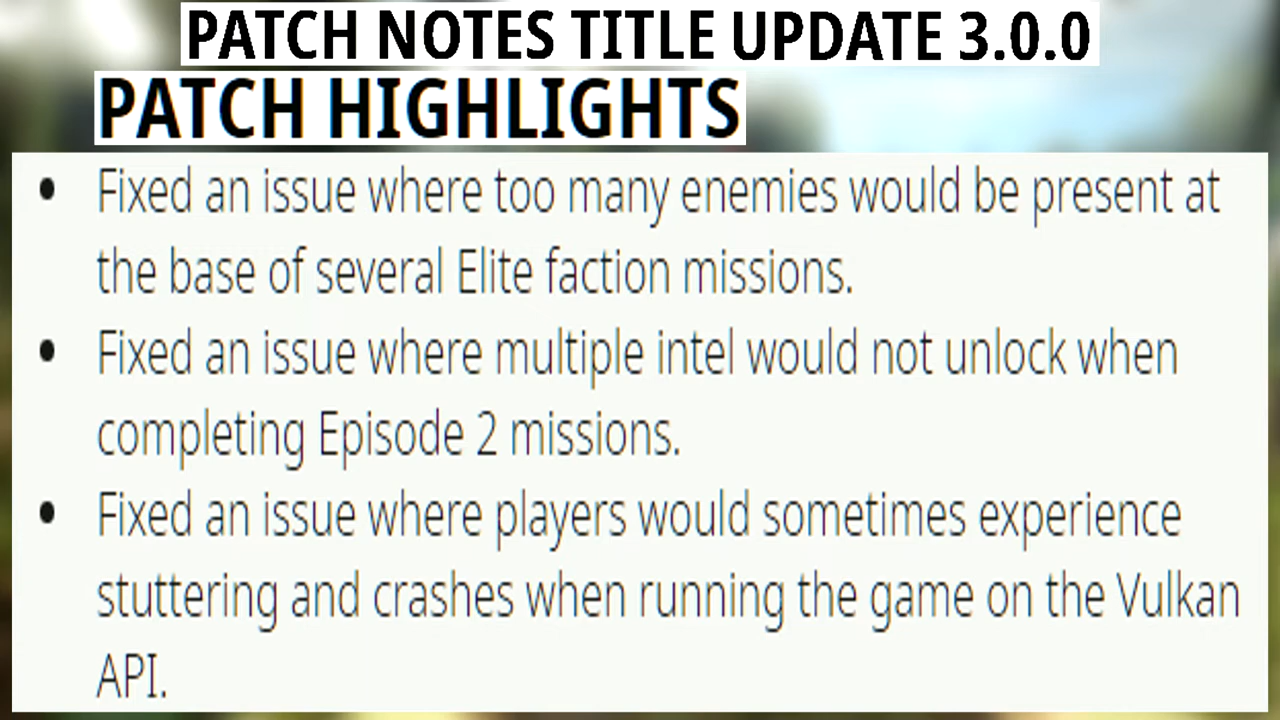 PATCH NOTES TITLE UPDATE 3.0.0
PATCH HIGHLIGHTS
• Fixed an issue where too many enemies would be present at
the base of several Elite faction missions.
• Fixed an issue where multiple intel would not unlock when
completing Episode 2 missions.
• Fixed an issue where players would sometimes experience
stuttering and crashes when running the game on the Vulkan
API.